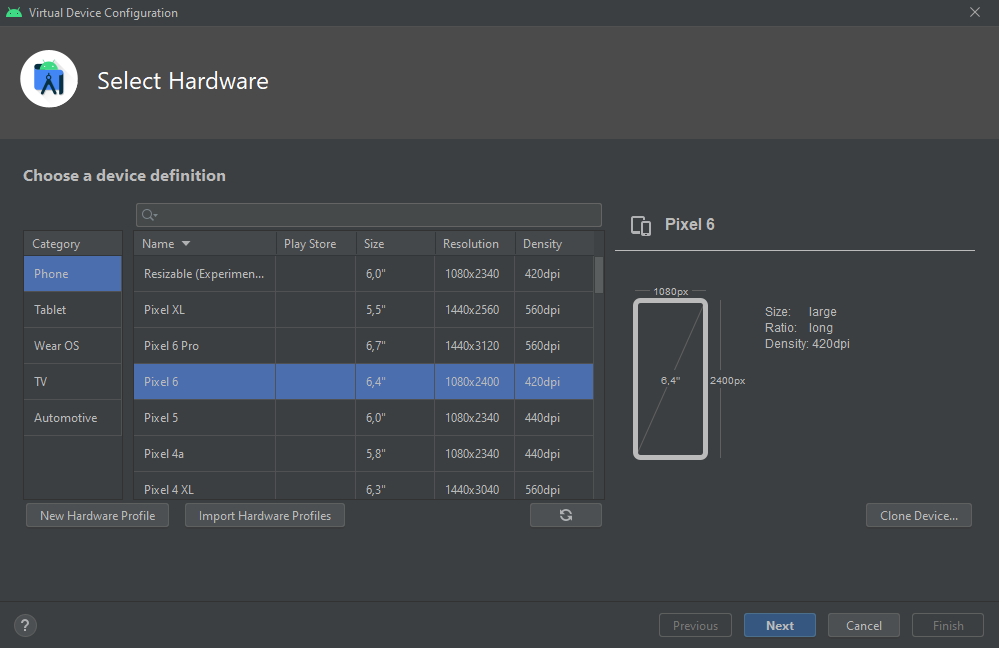 Virtual Device Configuration
Select Hardware
Choose a device definition
Category
Phone
Tablet
Wear OS
TV
Automotive
Name Play Store Size Resolution Density
Resizable (Experimen... 6,0" 1080x2340 420dpi
Pixel XL 5,5" 1440x2560 560dpi
Pixel 6 Pro 6,7" 1440x3120 560dpi
Pixel 6 6,4" 1080x2400 420dpi
Pixel 5 6,0" 1080x2340 440dpi
Pixel 4a 5,8" 1080x2340 440dpi
Pixel 4 XL 6,3" 1440x3040 560dpi
Pixel 6
1080px
6,4"
2400px
Size: large
Ratio: long
Density: 420dpi
New Hardware Profile
Import Hardware Profiles
Clone Device...
?
Previous
Next
Cancel
Finish